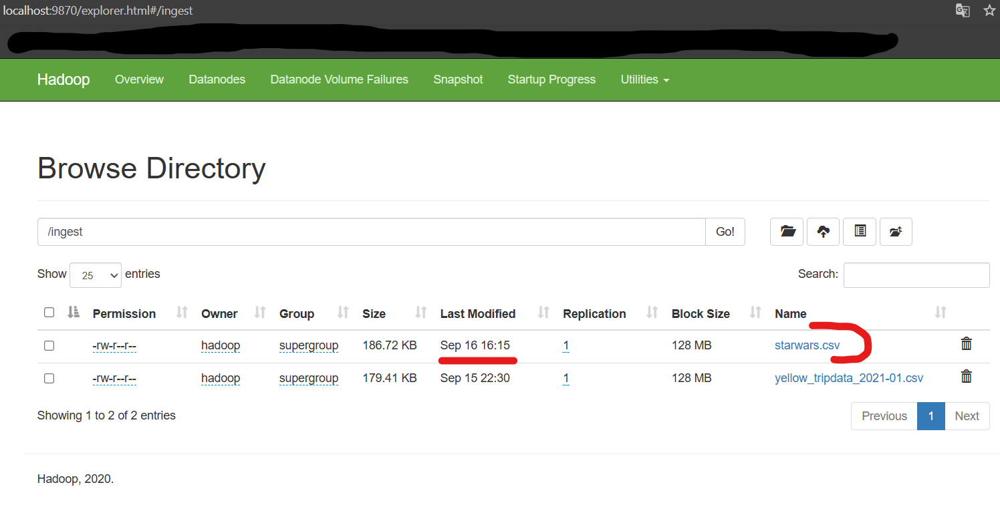 localhost:9870/explorer.html#/ingest
Hadoop Overview Datanodes Datanode Volume Failures Snapshot Startup Progress Utilities
Browse Directory
/ingest Go!
Show 25 entries Search:
Permission Owner Group Size Last Modified Replication Block Size Name
-rw-r--r-- hadoop supergroup 186.72 KB Sep 16 16:15 1 128 MB starwars.csv
-rw-r--r-- hadoop supergroup 179.41 KB Sep 15 22:30 1 128 MB yellow_tripdata_2021-01.csv
Showing 1 to 2 of 2 entries Previous 1 Next
Hadoop, 2020.